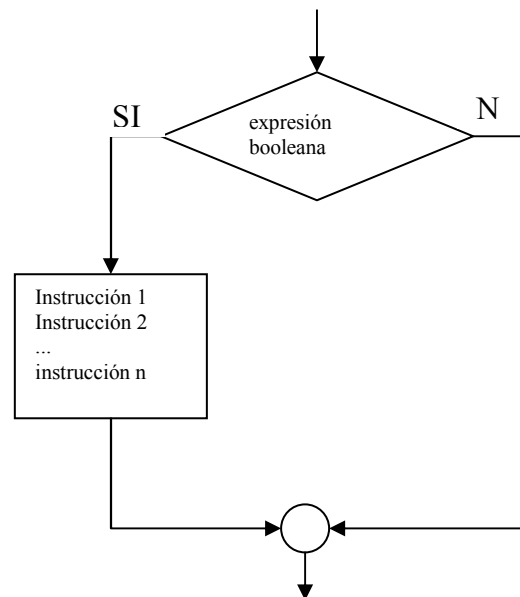 SI
N
expresión
booleana
Instrucción 1
Instrucción 2
...
instrucción n